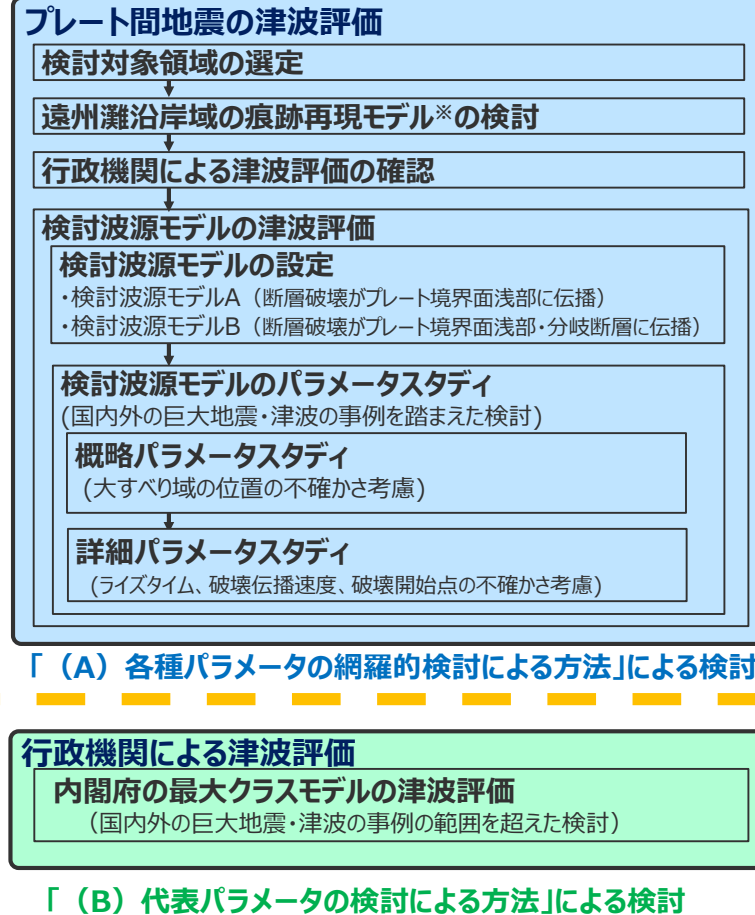 プレート間地震の津波評価
検討対象領域の選定
遠州灘沿岸域の痕跡再現モデル※の検討
行政機関による津波評価の確認
検討波源モデルの津波評価
検討波源モデルの設定
・検討波源モデルA（断層破壊がプレート境界面浅部に伝播）
・検討波源モデルB（断層破壊がプレート境界面浅部・分岐断層に伝播）
検討波源モデルのパラメータスタディ
(国内外の巨大地震・津波の事例を踏まえた検討)
概略パラメータスタディ
(大すべり域の位置の不確かさ考慮)
詳細パラメータスタディ
(ライズタイム、破壊伝播速度、破壊開始点の不確かさ考慮)
「（A）各種パラメータの網羅的検討による方法」による検討
行政機関による津波評価
内閣府の最大クラスモデルの津波評価
（国内外の巨大地震・津波の事例の範囲を超えた検討）
「（B）代表パラメータの検討による方法」による検討